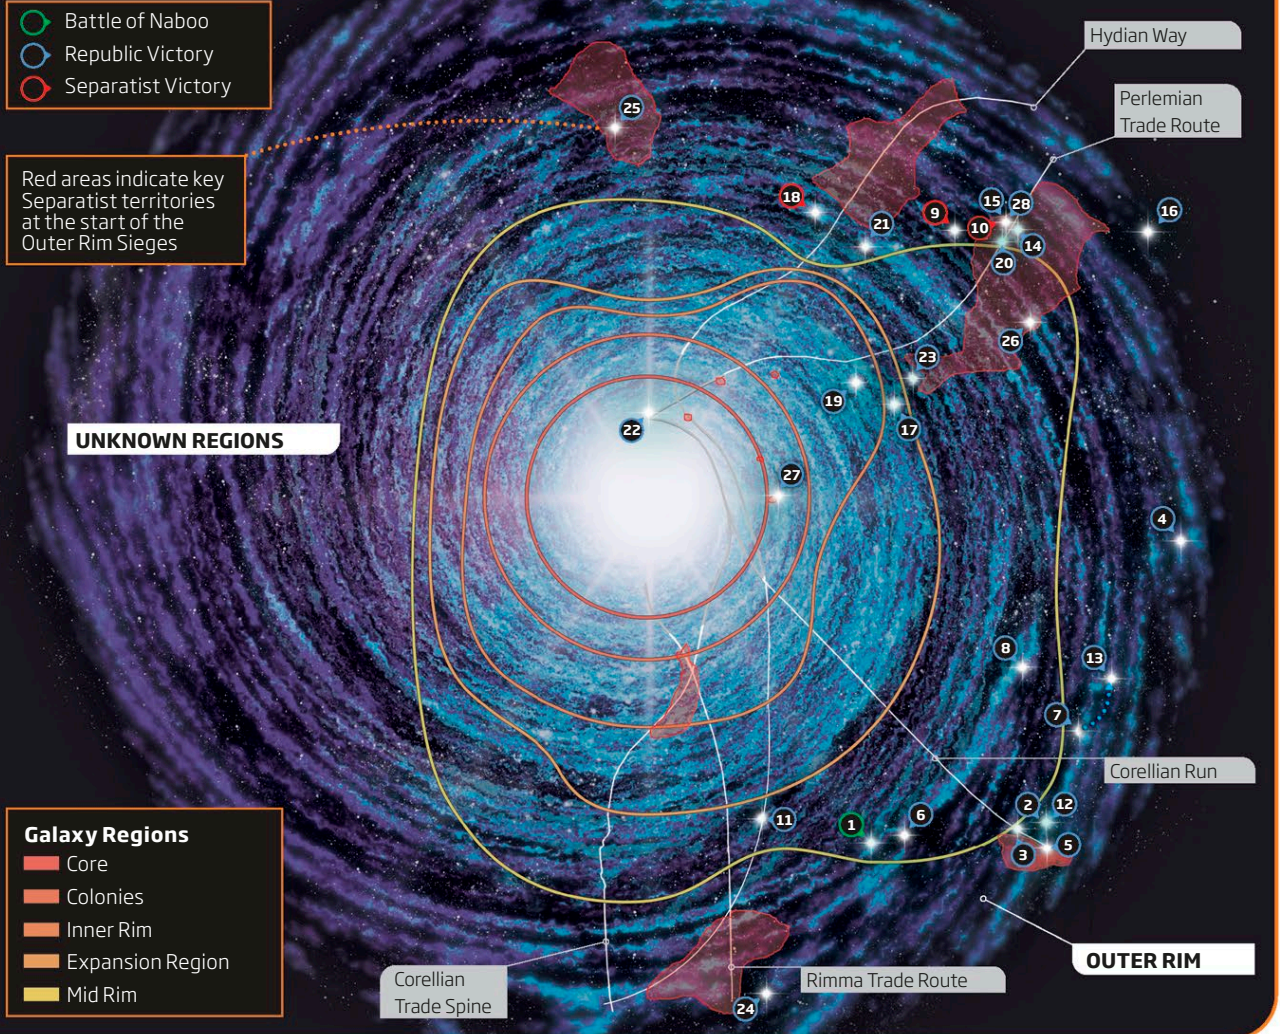 Battle of Naboo
Republic Victory
Separatist Victory
Hydian Way
Perlemian
Trade Route
25
Red areas indicate key
Separatist territories
at the start of the
Outer Rim Sieges
18
9
15
28
16
21
10
14
20
26
23
19
17
UNKNOWN REGIONS
22
27
4
8
13
7
Corellian Run
11
1
6
2
12
3
5
Galaxy Regions
Core
Colonies
Inner Rim
Expansion Region
Mid Rim
OUTER RIM
Corellian
Trade Spine
Rimma Trade Route
24